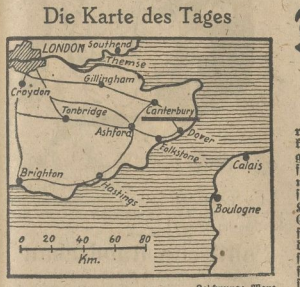 Die Karte des Tages
LONDON
Southend
Themse
Croydon
Gillingham
Tonbridge
Canterbury
Ashford
Dover
Folkstone
Calais
Brighton
Hastings
Boulogne
0 20 40 60 80
Km.